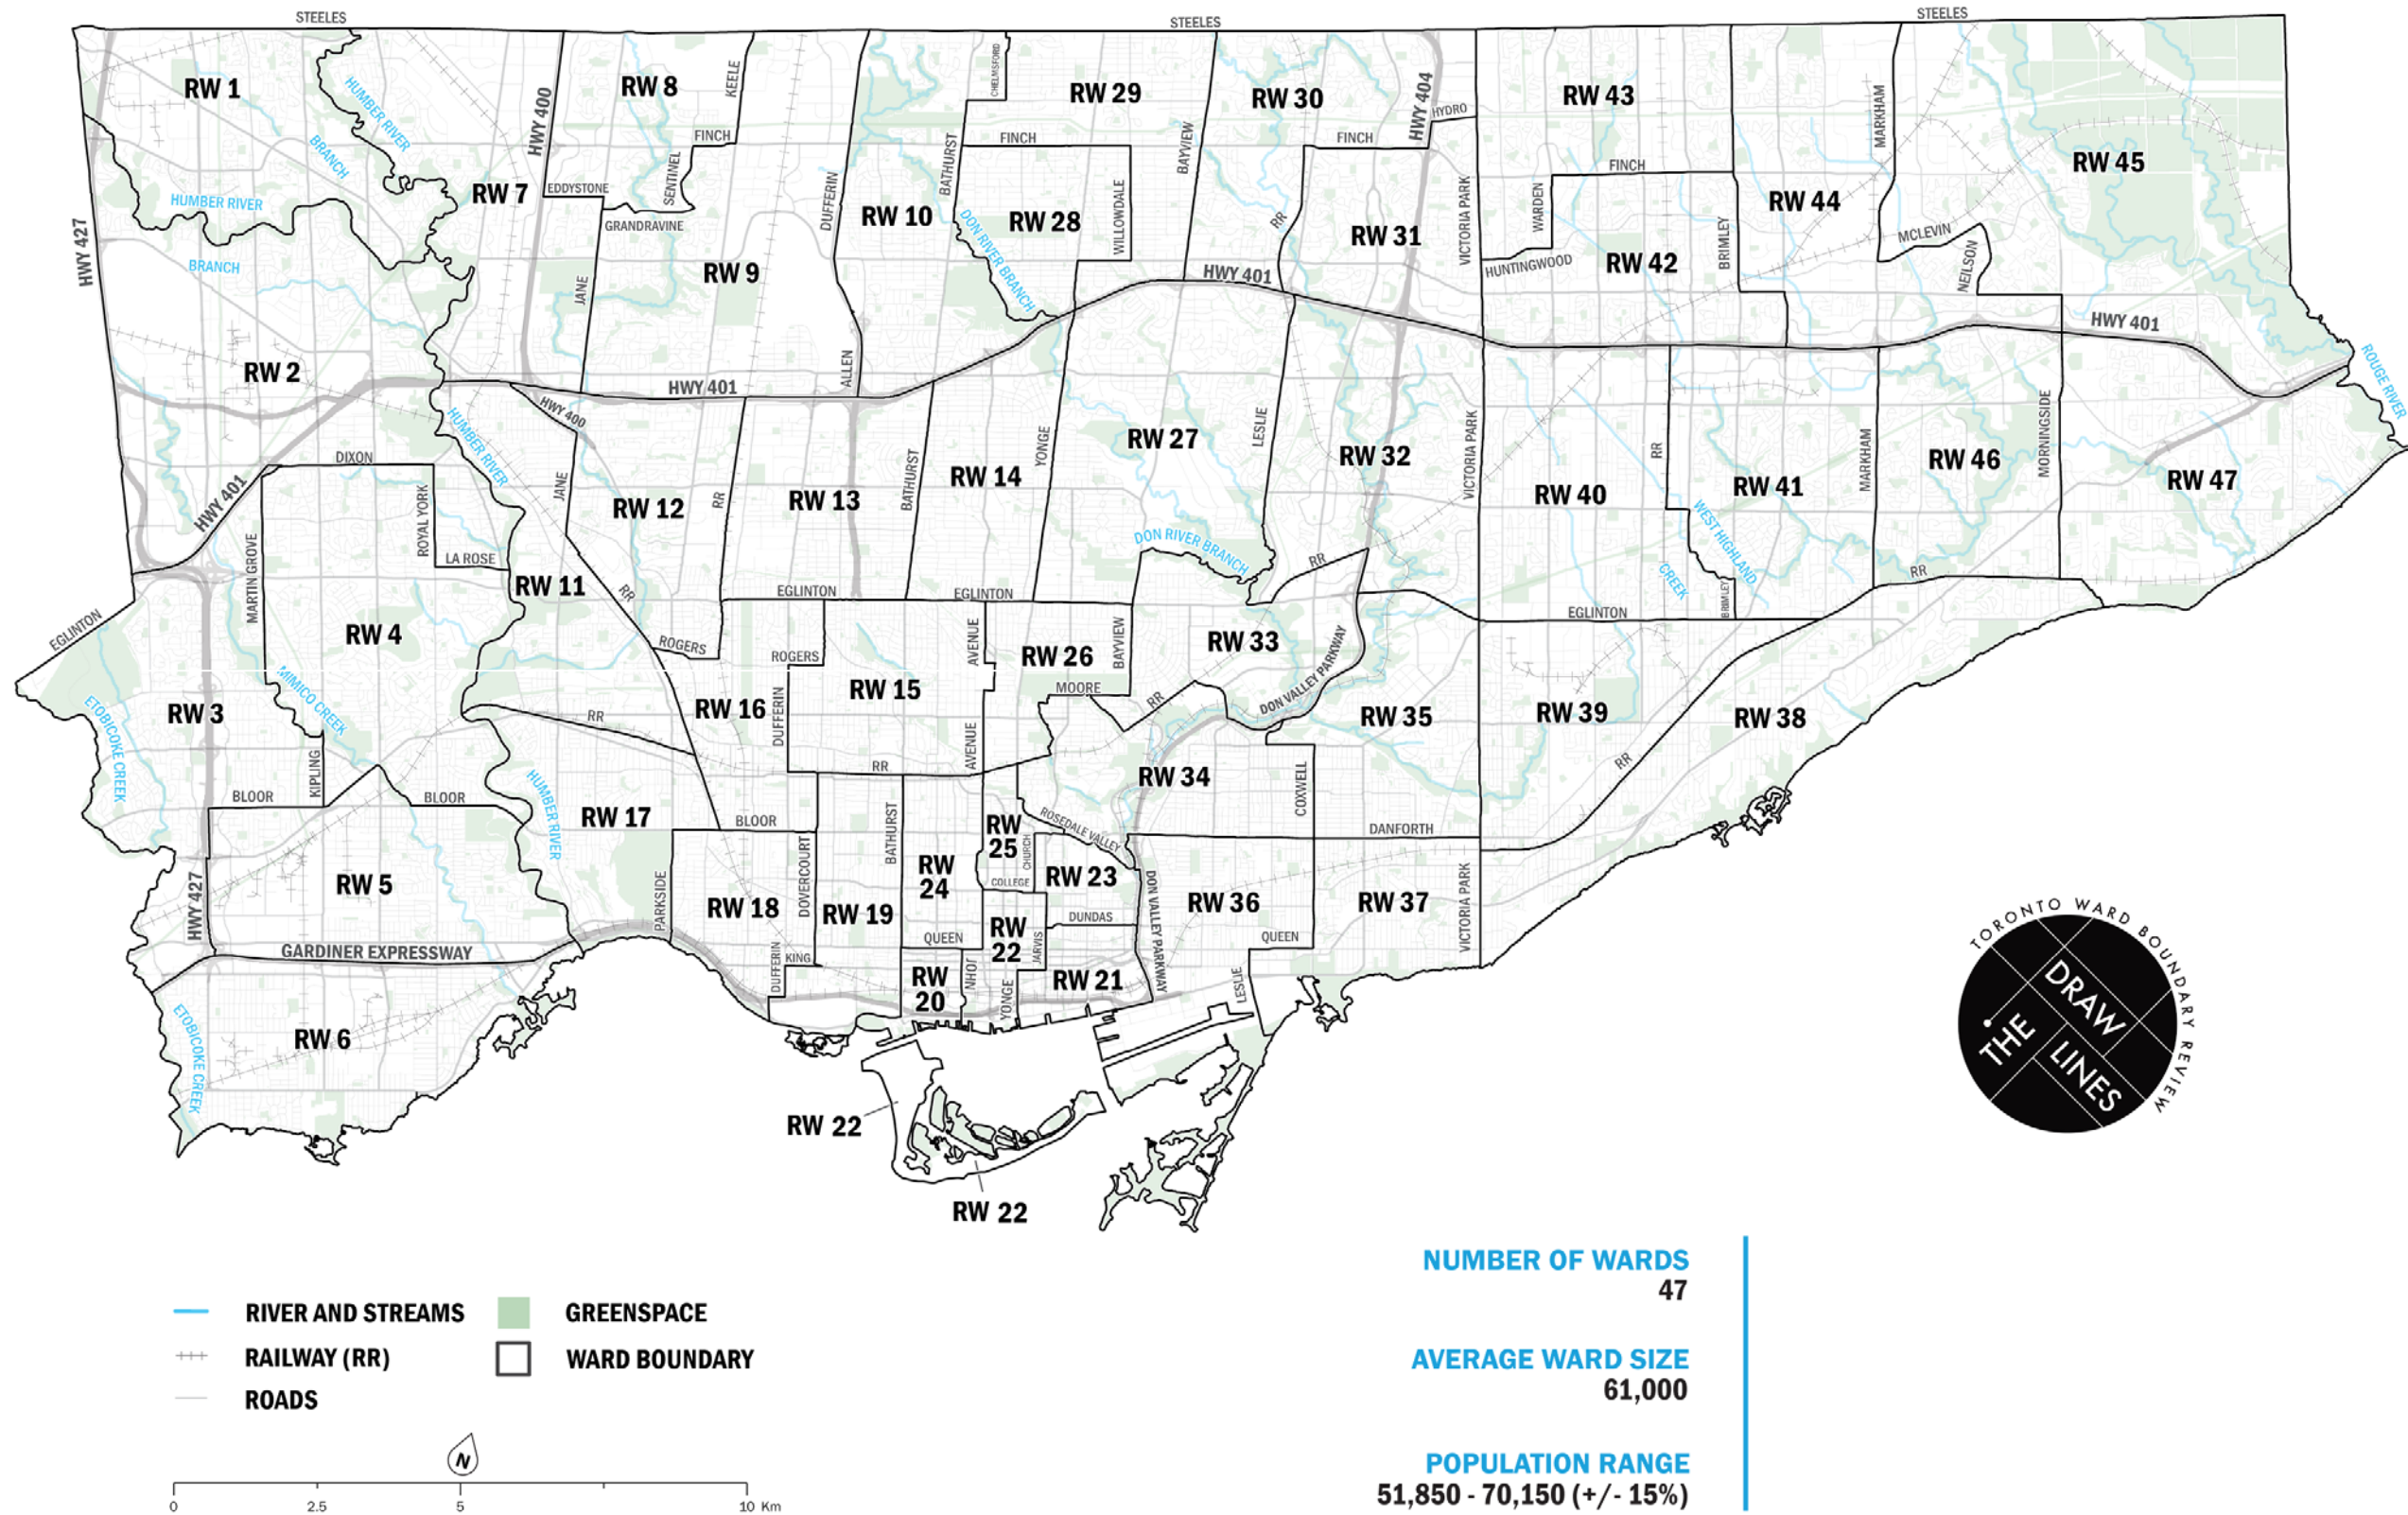 STEELES
STEELES
STEELES
RW 1
HUMBER RIVER
BRANCH
HUMBER RIVER
BRANCH
HWY 427
RW 2
RW 7
HWY 400
EDDYSTONE
RW 8
KEELE
FINCH
SENTINEL
GRANDRAVINE
JANE
RW 9
DUFFERIN
ALLEN
HWY 401
RW 10
BATHURST
CHELMSFORD
DON RIVER BRANCH
RW 29
FINCH
RW 28
WILLOWDALE
BAYVIEW
RW 30
FINCH
RR
HWY 401
RW 31
HWY 404
HYDRO
VICTORIA PARK
RW 43
FINCH
WARDEN
HUNTINGWOOD
RW 42
BRIMLEY
RW 44
MARKHAM
MCLEVIN
NEILSON
RW 45
HWY 401
ROUGE RIVER
HWY 401
DIXON
ROYAL YORK
LA ROSE
MARTIN GROVE
HUMBER RIVER
HWY 400
JANE
RW 11
RR
RW 12
RR
ROGERS
RW 13
BATHURST
EGLINTON
RW 14
YONGE
EGLINTON
RW 27
DON RIVER BRANCH
LESLIE
RR
RW 32
VICTORIA PARK
RW 40
RR
WEST HIGHLAND
CREEK
BRIMLEY
EGLINTON
RW 41
MARKHAM
RW 46
MORNINGSIDE
RR
RW 47
EGLINTON
RW 4
MIMICO CREEK
RW 3
ETOBICOKE CREEK
KIPLING
BLOOR
BLOOR
RR
HUMBER RIVER
RW 17
RW 16
ROGERS
DUFFERIN
RW 15
AVENUE
AVENUE
RR
RW 26
BAYVIEW
MOORE
RR
RW 33
DON VALLEY PARKWAY
RW 35
RW 39
RR
RW 38
RW 34
COXWELL
DANFORTH
BLOOR
PARKSIDE
RW 18
DOVERCOURT
DUFFERIN
KING
RW 19
BATHURST
RW
24
QUEEN
RW
20
JOHN
RW
25
CHURCH
COLLEGE
ROSEDALE VALLEY
RW 23
DUNDAS
RW
22
JARVIS
YONGE
RW 21
DON VALLEY PARKWAY
RW 36
QUEEN
LESLIE
RW 37
VICTORIA PARK
RW 5
HWY 427
GARDINER EXPRESSWAY
RW 6
ETOBICOKE CREEK
RW 22
RW 22
TORONTO WARD BOUNDARY REVIEW
DRAW
THE
LINES
NUMBER OF WARDS
47
AVERAGE WARD SIZE
61,000
POPULATION RANGE
51,850 - 70,150 (+/- 15%)
RIVER AND STREAMS
GREENSPACE
RAILWAY (RR)
WARD BOUNDARY
ROADS
N
0 2.5 5 10 Km